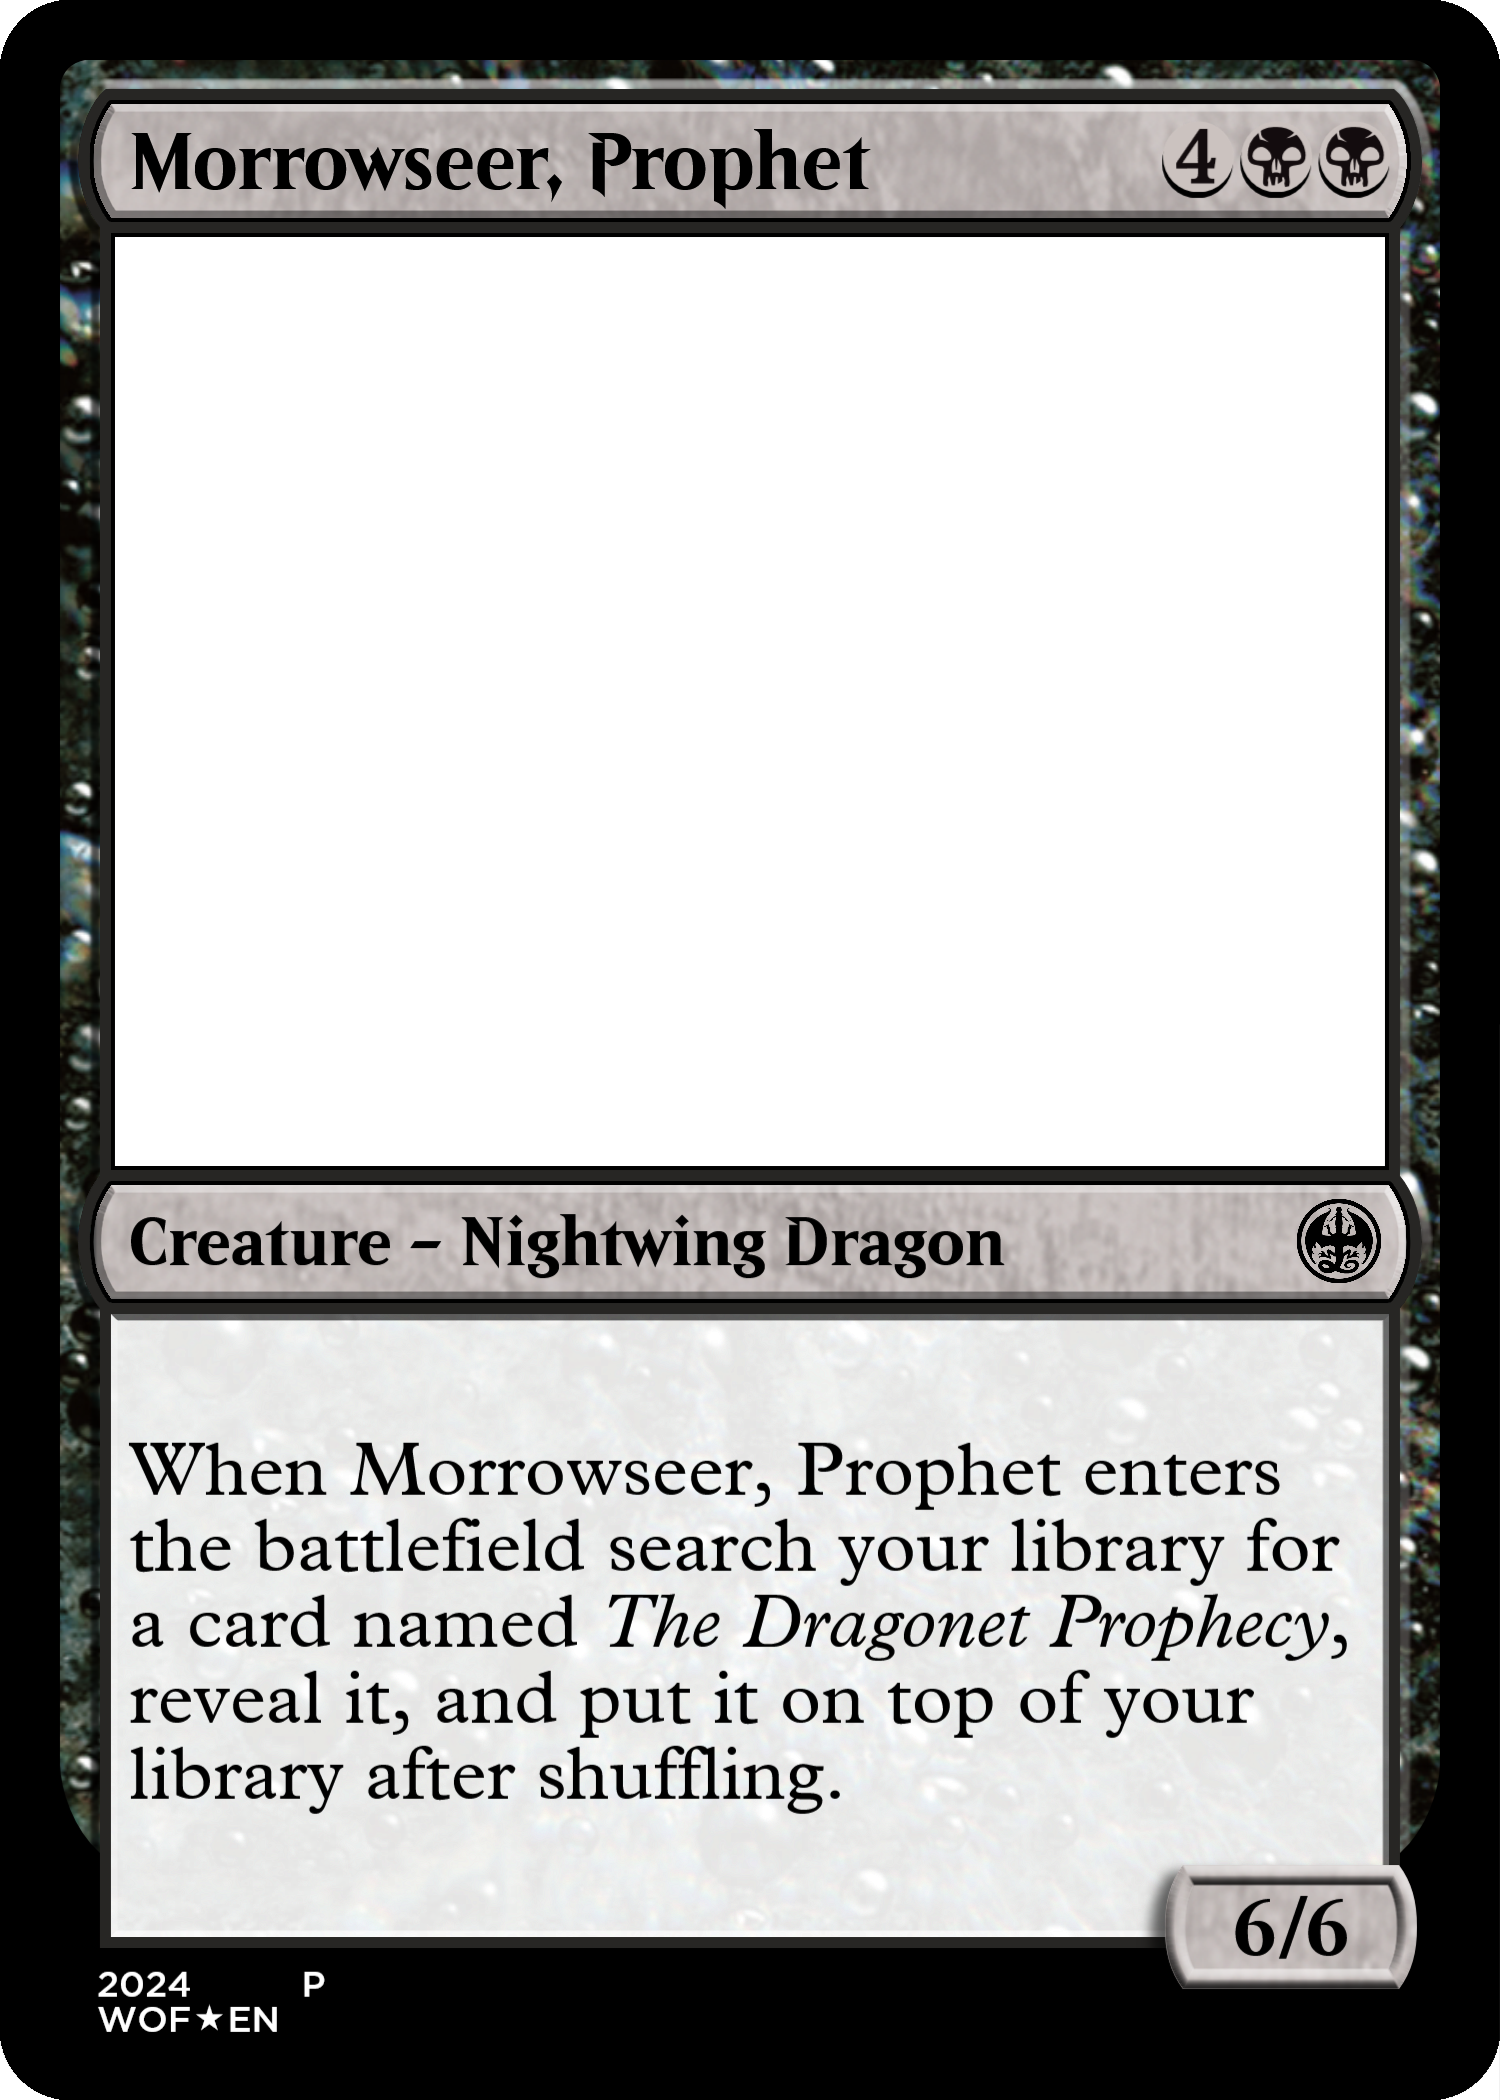 Morrowseer, Prophet 4
Creature – Nightwing Dragon
When Morrowseer, Prophet enters
the battlefield search your library for
a card named The Dragonet Prophecy,
reveal it, and put it on top of your
library after shuffling.
6/6
2024 P
WOF★EN